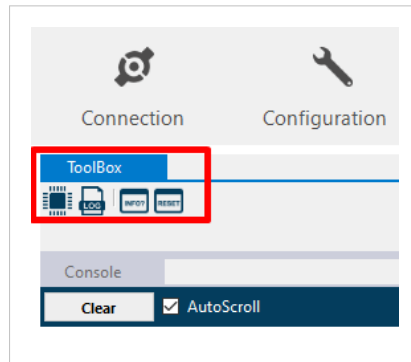 Connection Configuration
ToolBox
LOG INFO? RESET
Console
Clear AutoScroll